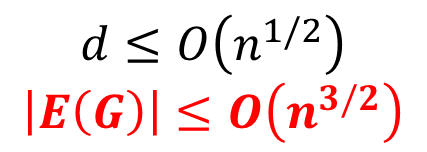 d ≤ O(n^{1/2})
|E(G)| ≤ O(n^{3/2})